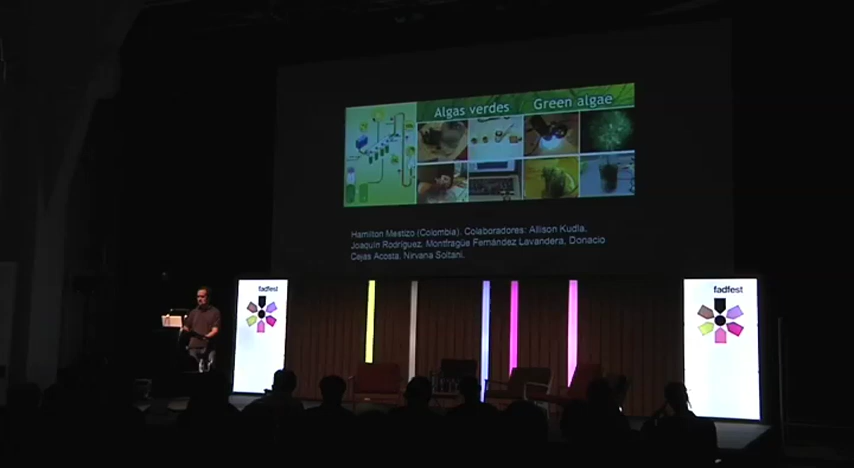 Algas verdes Green algae
Hamilton Mestizo (Colombia). Colaboradores: Allison Kudla,
Joaquín Rodríguez, Montfragüe Fernández Lavandera, Donacio
Cejas Acosta, Nirvana Soltani.
fadfest
fadfest